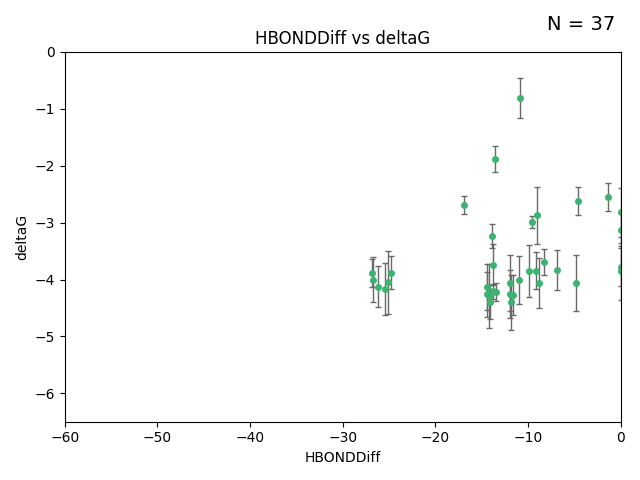 N = 37
HBONDDiff vs deltaG
0
−1
−2
−3
−4
−5
−6
deltaG
−60 −50 −40 −30 −20 −10 0
HBONDDiff